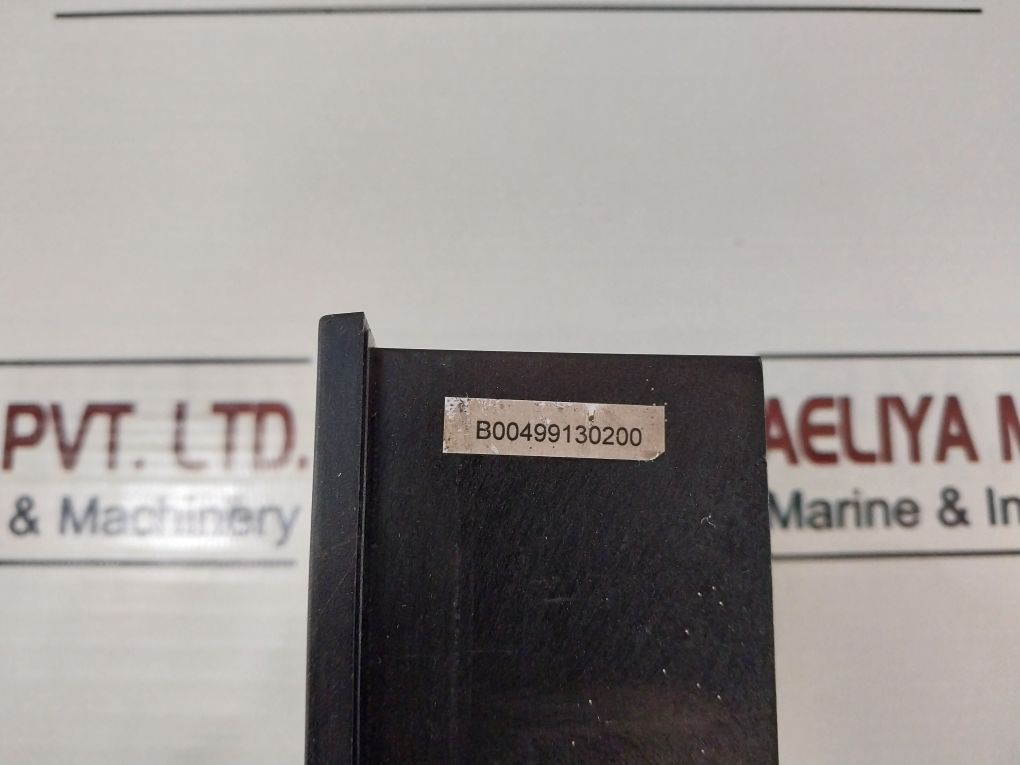 B00499130200
PVT. LTD.
& Machinery
AELIYA M
Marine & In